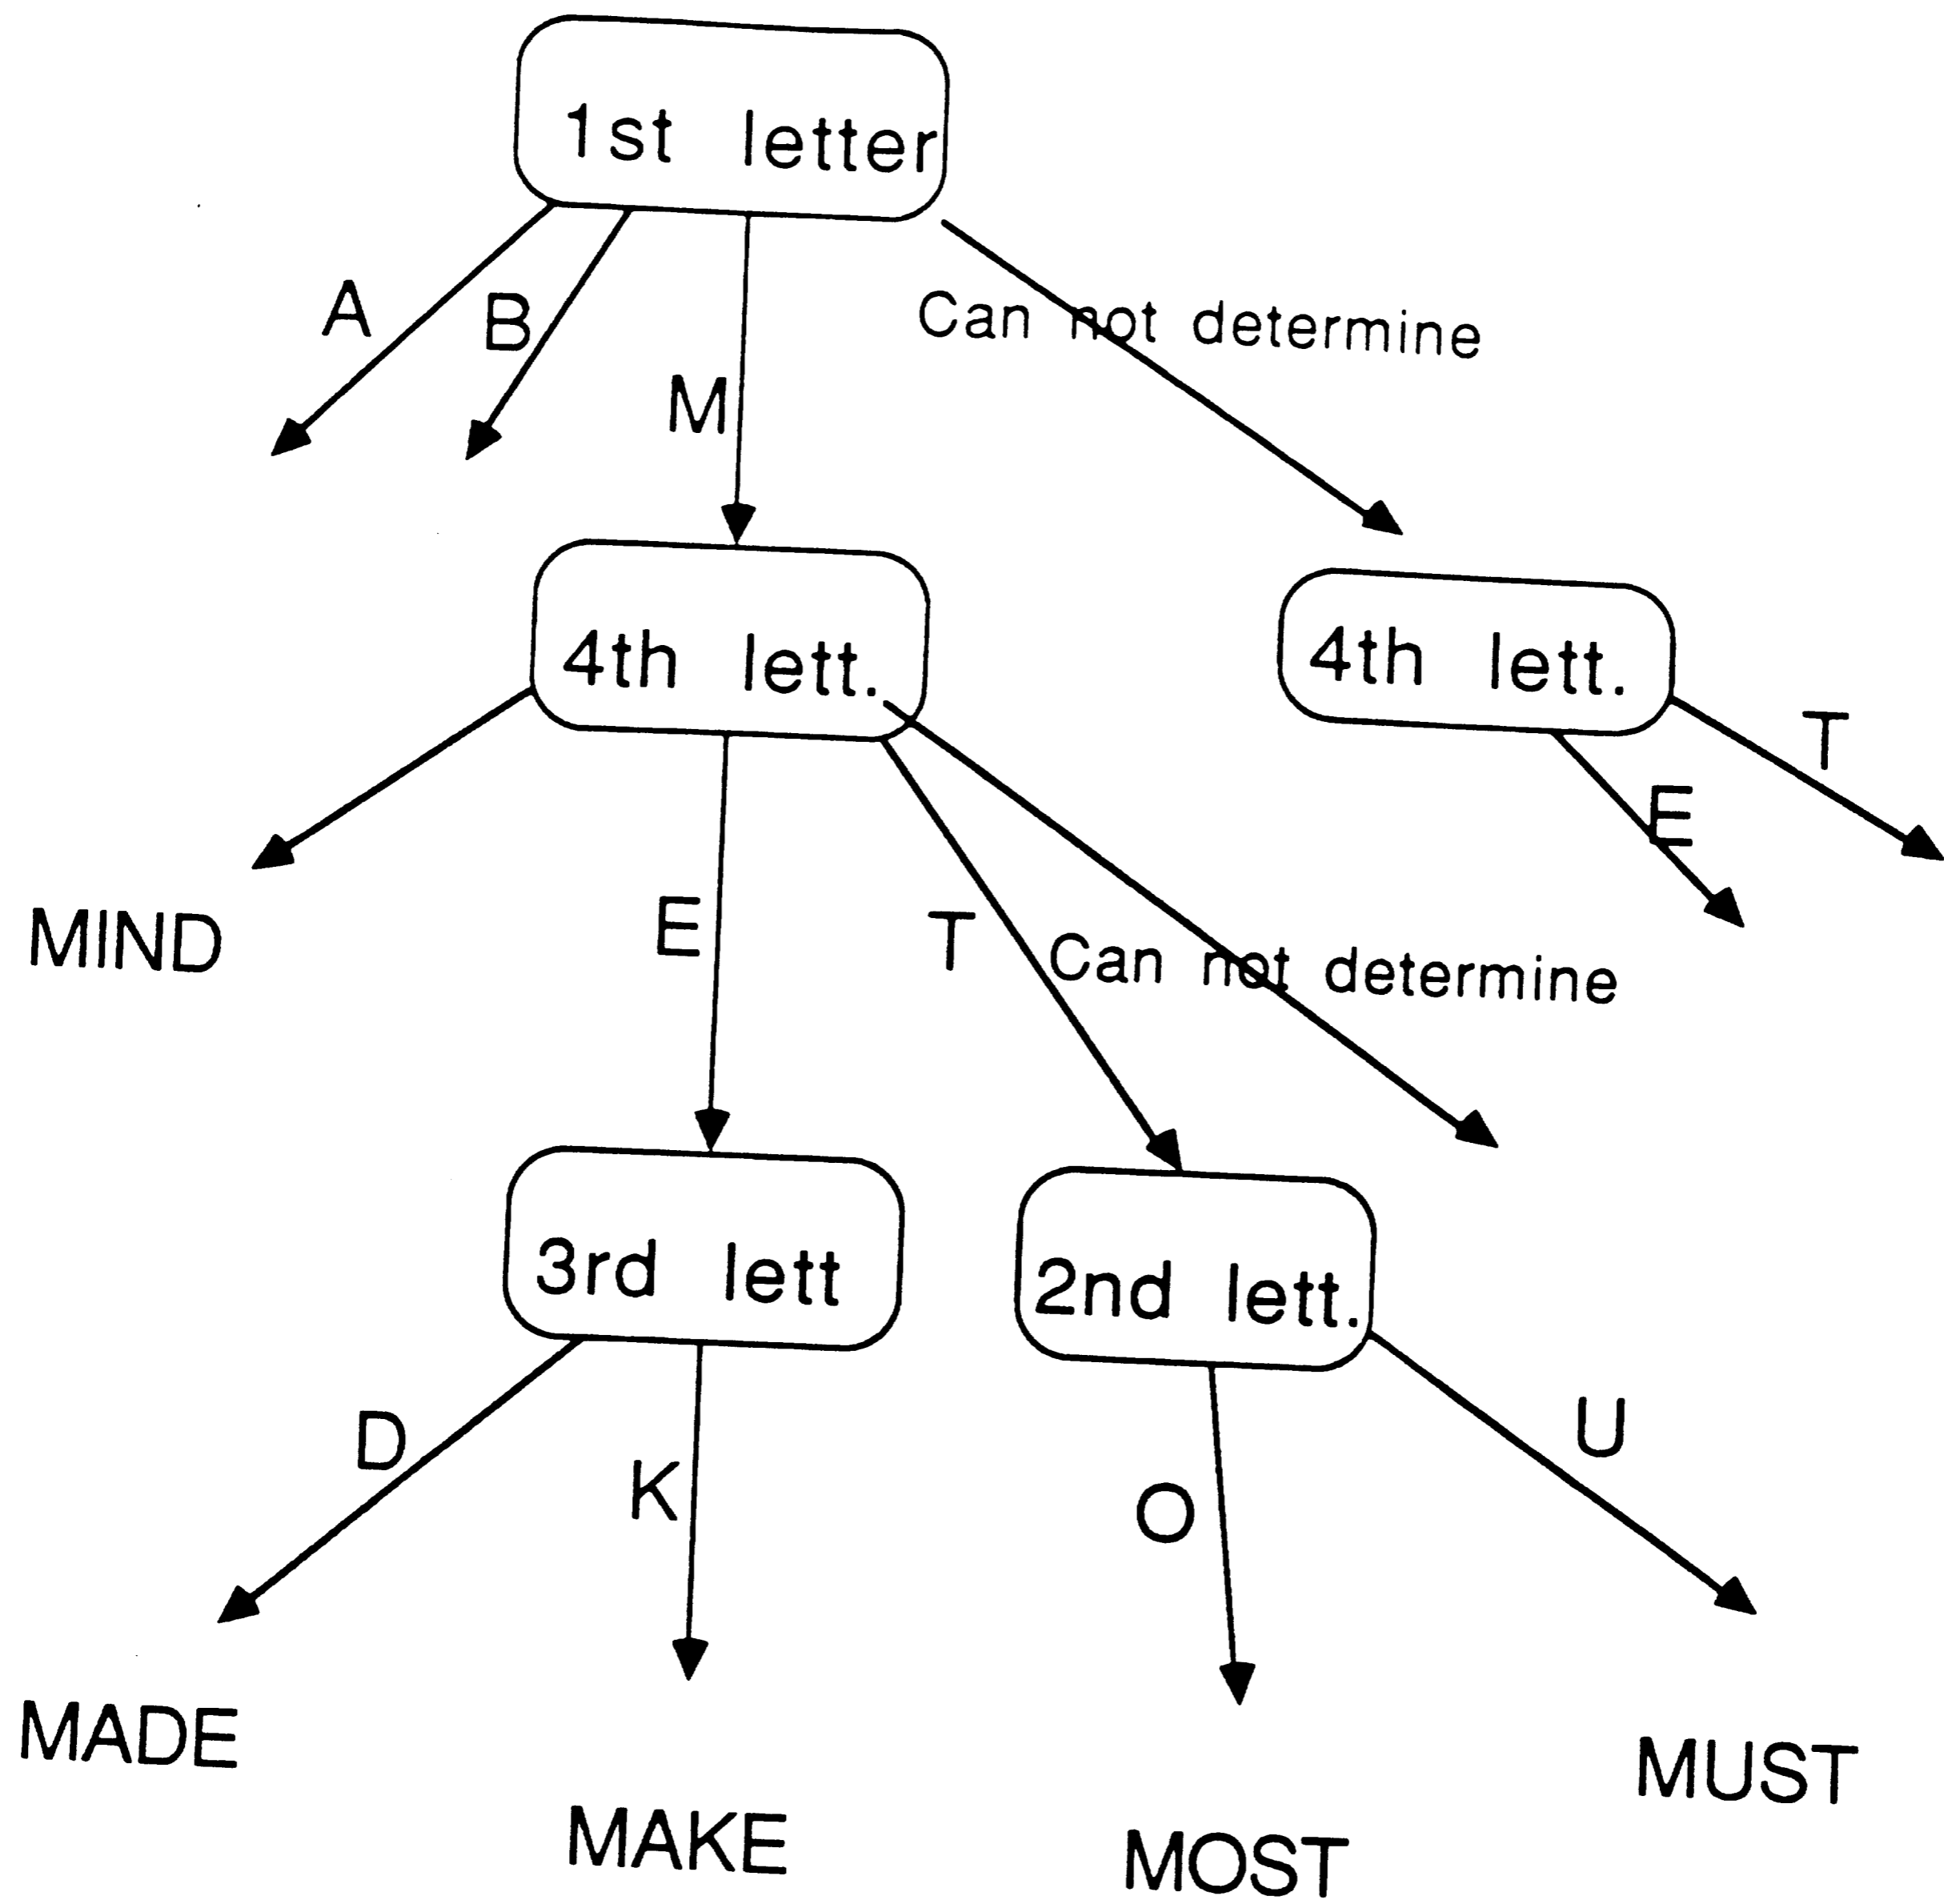 1st letter
A
B
Can not determine
M
4th lett.
4th lett.
T
E
MIND
E
T
Can not determine
3rd lett
2nd lett.
D
K
O
U
MADE
MAKE
MOST
MUST